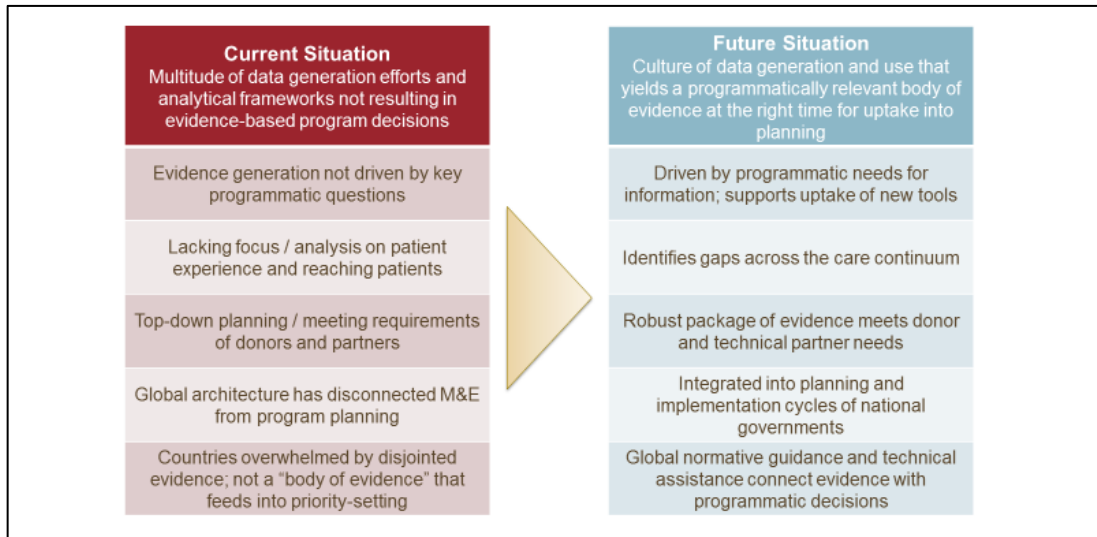 Current Situation
Multitude of data generation efforts and
analytical frameworks not resulting in
evidence-based program decisions
Evidence generation not driven by key
programmatic questions
Lacking focus / analysis on patient
experience and reaching patients
Top-down planning / meeting requirements
of donors and partners
Global architecture has disconnected M&E
from program planning
Countries overwhelmed by disjointed
evidence; not a “body of evidence” that
feeds into priority-setting
Future Situation
Culture of data generation and use that
yields a programmatically relevant body of
evidence at the right time for uptake into
planning
Driven by programmatic needs for
information; supports uptake of new tools
Identifies gaps across the care continuum
Robust package of evidence meets donor
and technical partner needs
Integrated into planning and
implementation cycles of national
governments
Global normative guidance and technical
assistance connect evidence with
programmatic decisions